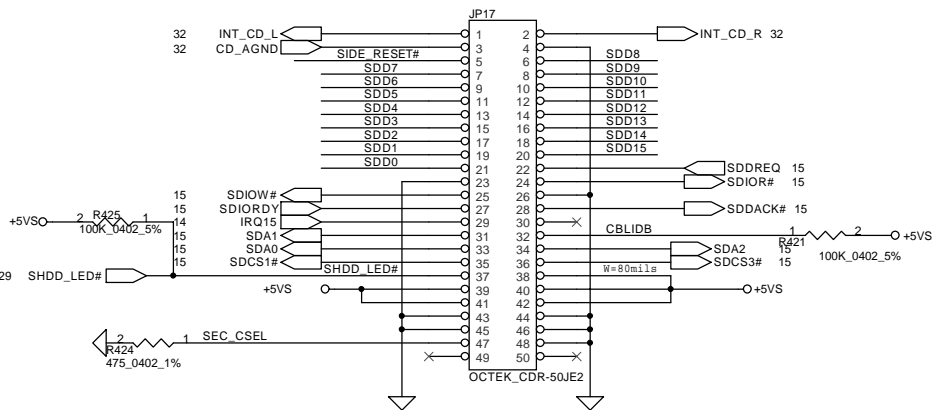 JP17
32 INT_CD_L 1 2 INT_CD_R 32
32 CD_AGND 3 4
SIDE_RESET# 5 6 SDD8
SDD7 7 8 SDD9
SDD6 9 10 SDD10
SDD5 11 12 SDD11
SDD4 13 14 SDD12
SDD3 15 16 SDD13
SDD2 17 18 SDD14
SDD1 19 20 SDD15
SDD0 21 22 SDDREQ 15
23 24 SDIOR# 15
15 SDIOW# 25 26
15 SDIORDY 27 28 SDDACK# 15
14 IRQ15 29 30
15 SDA1 31 32 CBLIDB
15 SDA0 33 34 SDA2 15
15 SDCS1# 35 36 SDCS3# 15
SHDD_LED# 37 38 W=80mils
+5VS 39 40 +5VS
41 42
43 44
45 46
SEC_CSEL 47 48
49 50
OCTEK_CDR-50JE2
+5VS 2 R425 1
100K_0402_5%
29 SHDD_LED#
2 1
R424
475_0402_1%
1 2 +5VS
R421
100K_0402_5%